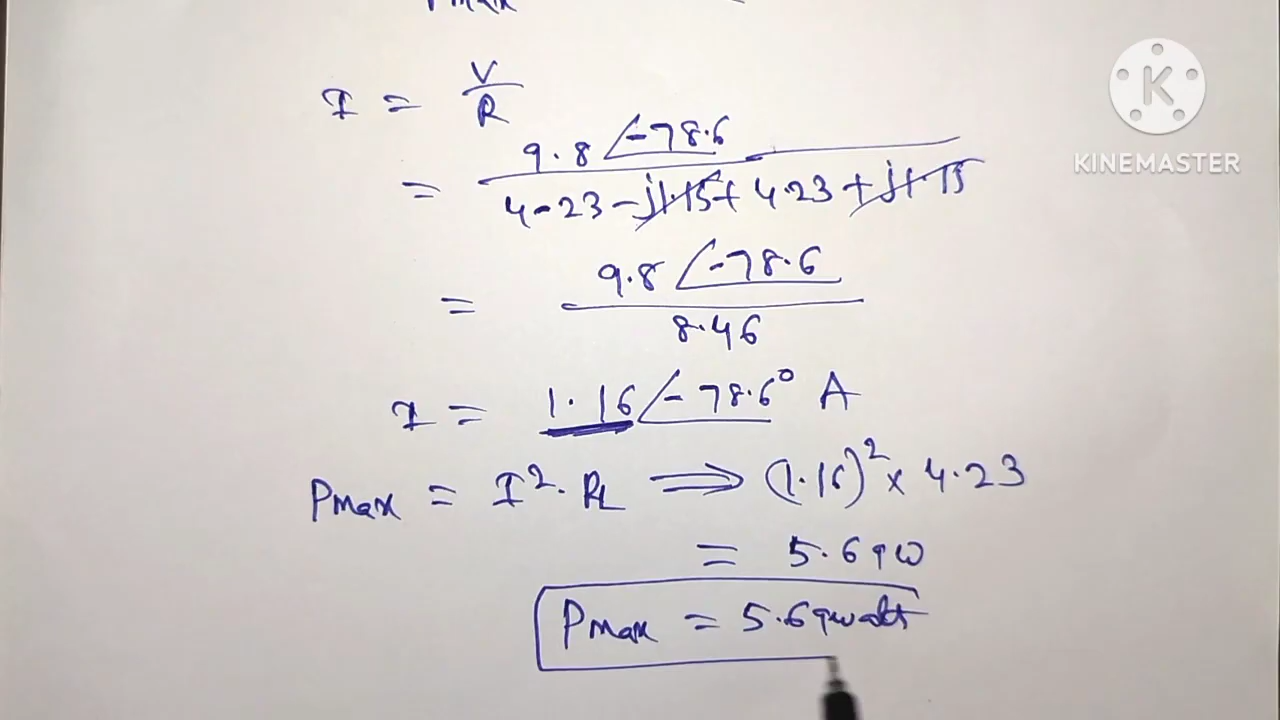 Pmax
I = V/R
= 9.8∠-78.6 / 4.23-j1.15+4.23+j1.15
= 9.8∠-78.6 / 8.46
I = 1.16∠-78.6° A
Pmax = I². RL ⟹ (1.16)² × 4.23
= 5.69W
Pmax = 5.69watt
K
KINEMASTER